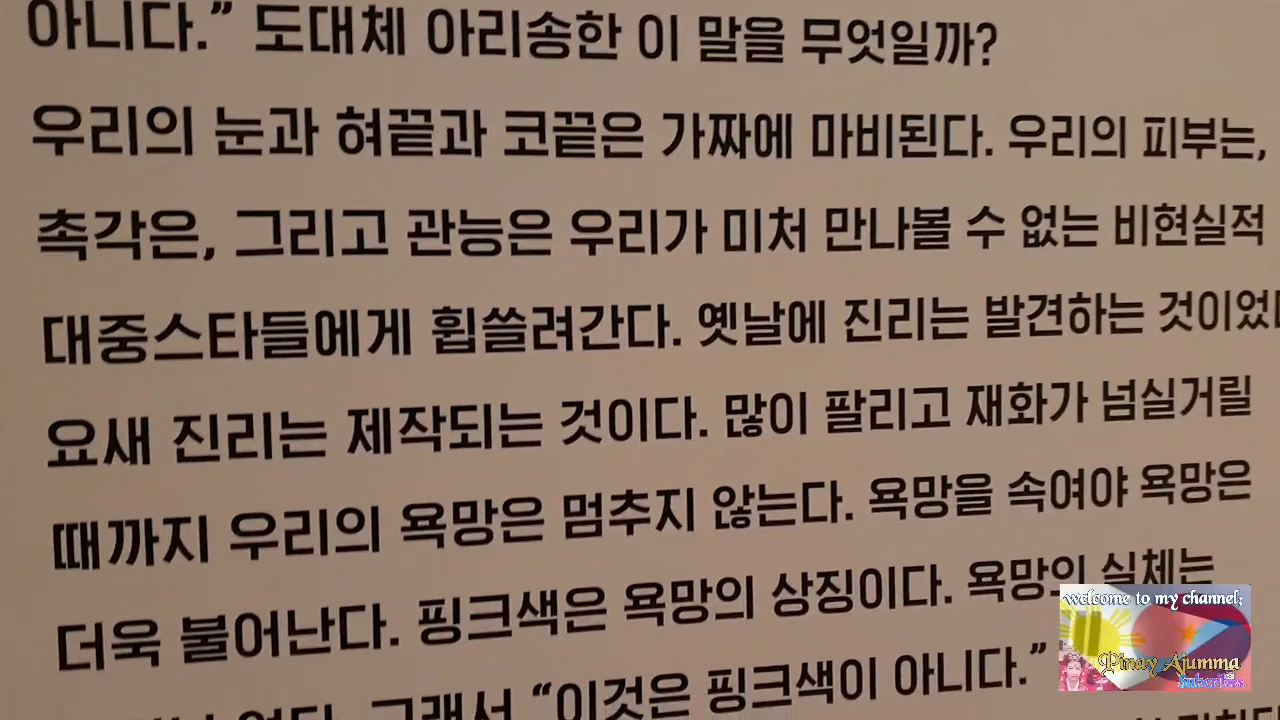 아니다.” 도대체 아리송한 이 말을 무엇일까?
우리의 눈과 혀끝과 코끝은 가짜에 마비된다. 우리의 피부는,
촉각은, 그리고 관능은 우리가 미처 만나볼 수 없는 비현실적
대중스타들에게 휩쓸려간다. 옛날에 진리는 발견하는 것이었
요새 진리는 제작되는 것이다. 많이 팔리고 재화가 넘실거릴
때까지 우리의 욕망은 멈추지 않는다. 욕망을 속여야 욕망은
더욱 불어난다. 핑크색은 욕망의 상징이다. 욕망의 실체는
그래서 “이것은 핑크색이 아니다.”
welcome to my channel;
Pinay Ajumma
Subcribes